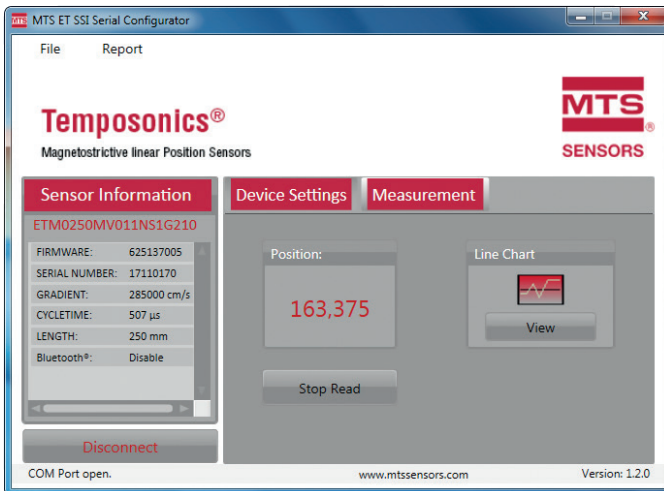 MTS ET SSI Serial Configurator
File Report
MTS®
SENSORS
Temposonics®
Magnetostrictive linear Position Sensors
Sensor Information
ETM0250MV011NS1G210
FIRMWARE: 625137005
SERIAL NUMBER: 17110170
GRADIENT: 285000 cm/s
CYCLETIME: 507 µs
LENGTH: 250 mm
Bluetooth®: Disable
Disconnect
Device Settings Measurement
Position:
163,375
Stop Read
Line Chart
View
COM Port open. www.mtssensors.com Version: 1.2.0